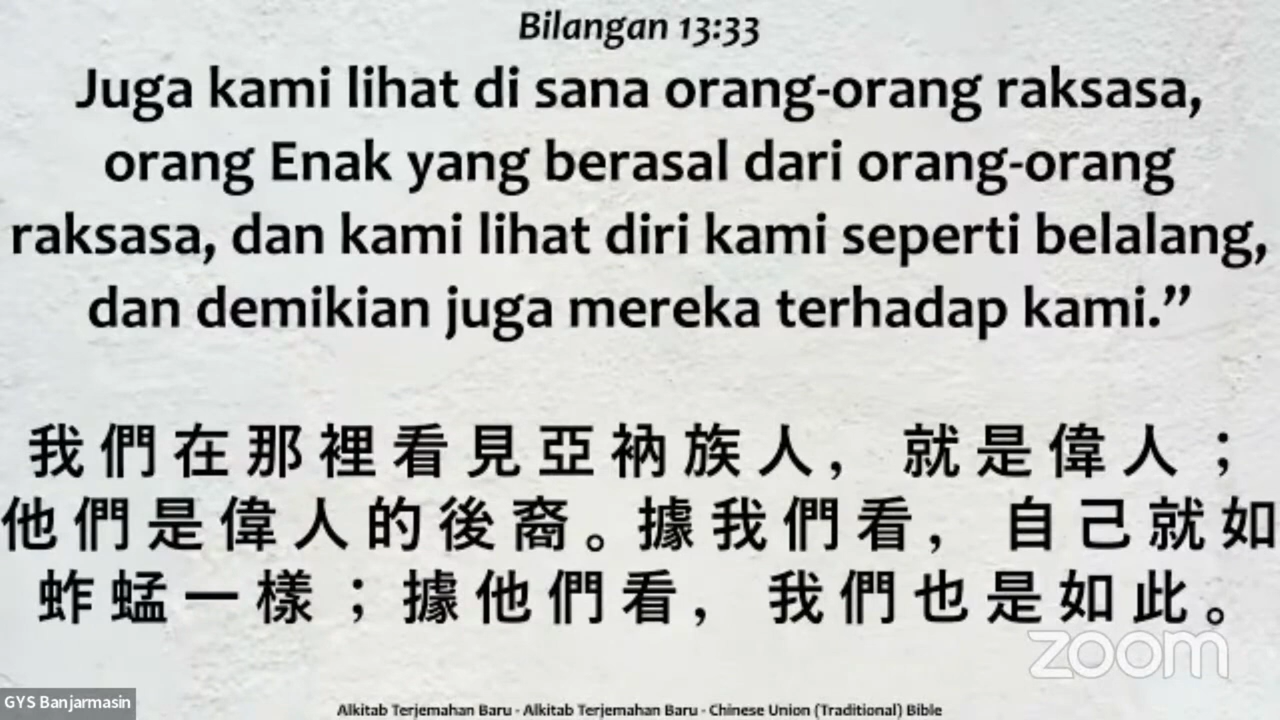 Bilangan 13:33
Juga kami lihat di sana orang-orang raksasa,
orang Enak yang berasal dari orang-orang
raksasa, dan kami lihat diri kami seperti belalang,
dan demikian juga mereka terhadap kami.”
我們在那裡看見亞衲族人，就是偉人；
他們是偉人的後裔。據我們看，自己就如
蚱蜢一樣；據他們看，我們也是如此。
zoom
GYS Banjarmasin
Alkitab Terjemahan Baru - Alkitab Terjemahan Baru - Chinese Union (Traditional) Bible